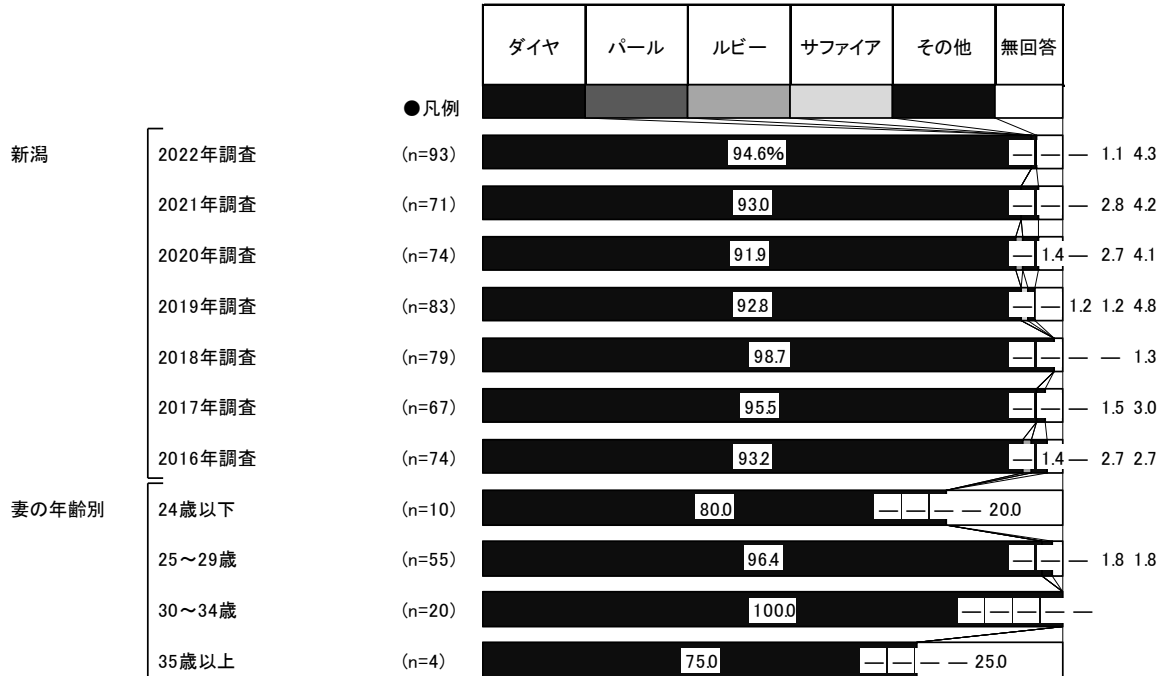 ダイヤ パール ルビー サファイア その他 無回答
●凡例
新潟 2022年調査 (n=93) 94.6% — — — 1.1 4.3
2021年調査 (n=71) 93.0 — — — 2.8 4.2
2020年調査 (n=74) 91.9 — 1.4 — 2.7 4.1
2019年調査 (n=83) 92.8 — — 1.2 1.2 4.8
2018年調査 (n=79) 98.7 — — — — 1.3
2017年調査 (n=67) 95.5 — — — 1.5 3.0
2016年調査 (n=74) 93.2 — 1.4 — 2.7 2.7
妻の年齢別 24歳以下 (n=10) 80.0 — — — — 20.0
25～29歳 (n=55) 96.4 — — — 1.8 1.8
30～34歳 (n=20) 100.0 — — — — —
35歳以上 (n=4) 75.0 — — — — 25.0